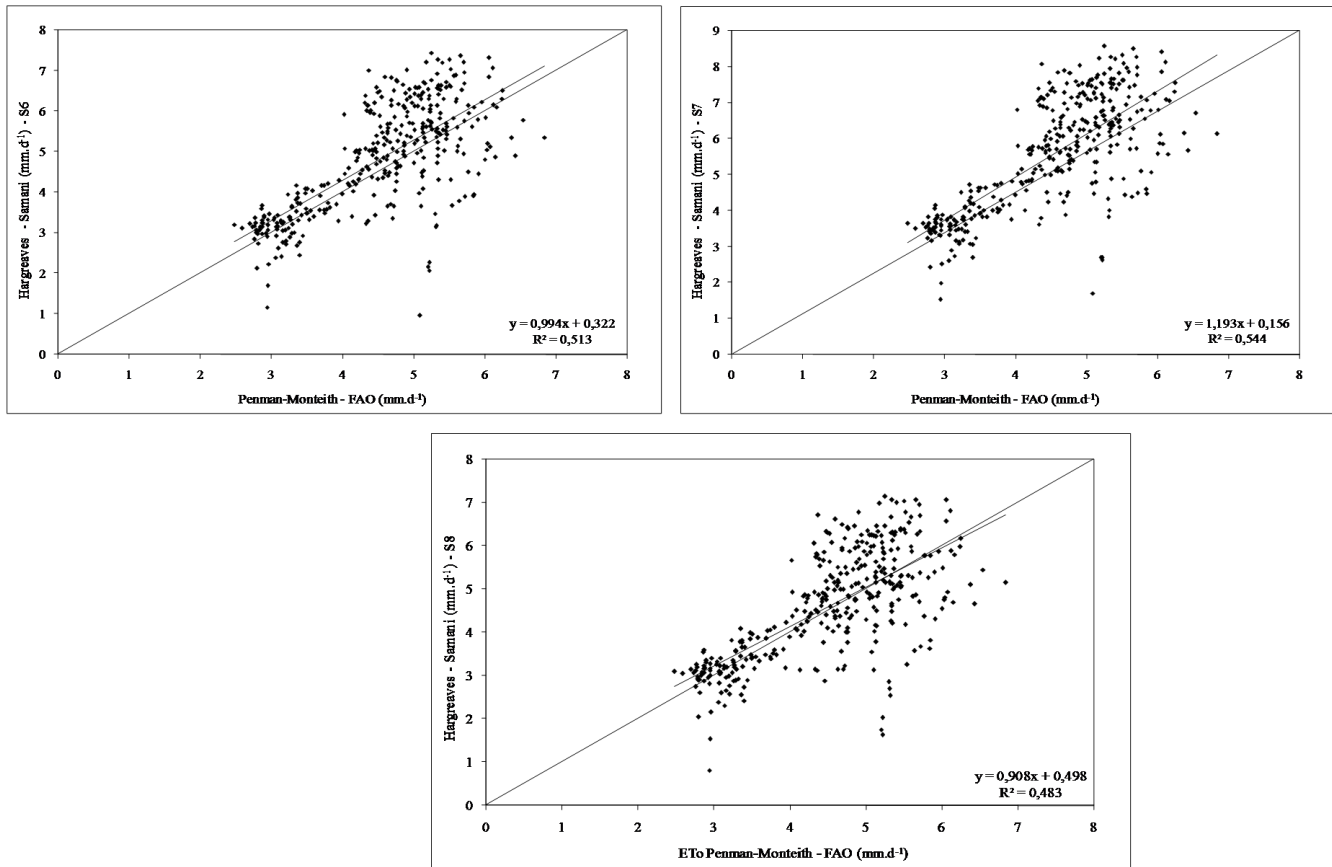 Hargreaves - Samani (mm.d⁻¹) - S6
8
7
6
5
4
3
2
1
0
0 1 2 3 4 5 6 7 8
y = 0,994x + 0,322
R² = 0,513
Penman-Monteith - FAO (mm.d⁻¹)
Hargreaves - Samani (mm.d⁻¹) - S7
9
8
7
6
5
4
3
2
1
0
0 1 2 3 4 5 6 7 8
y = 1,193x + 0,156
R² = 0,544
Penman-Monteith - FAO (mm.d⁻¹)
Hargreaves - Samani (mm.d⁻¹) - S8
8
7
6
5
4
3
2
1
0
0 1 2 3 4 5 6 7 8
y = 0,908x + 0,498
R² = 0,483
ETo Penman-Monteith - FAO (mm.d⁻¹)